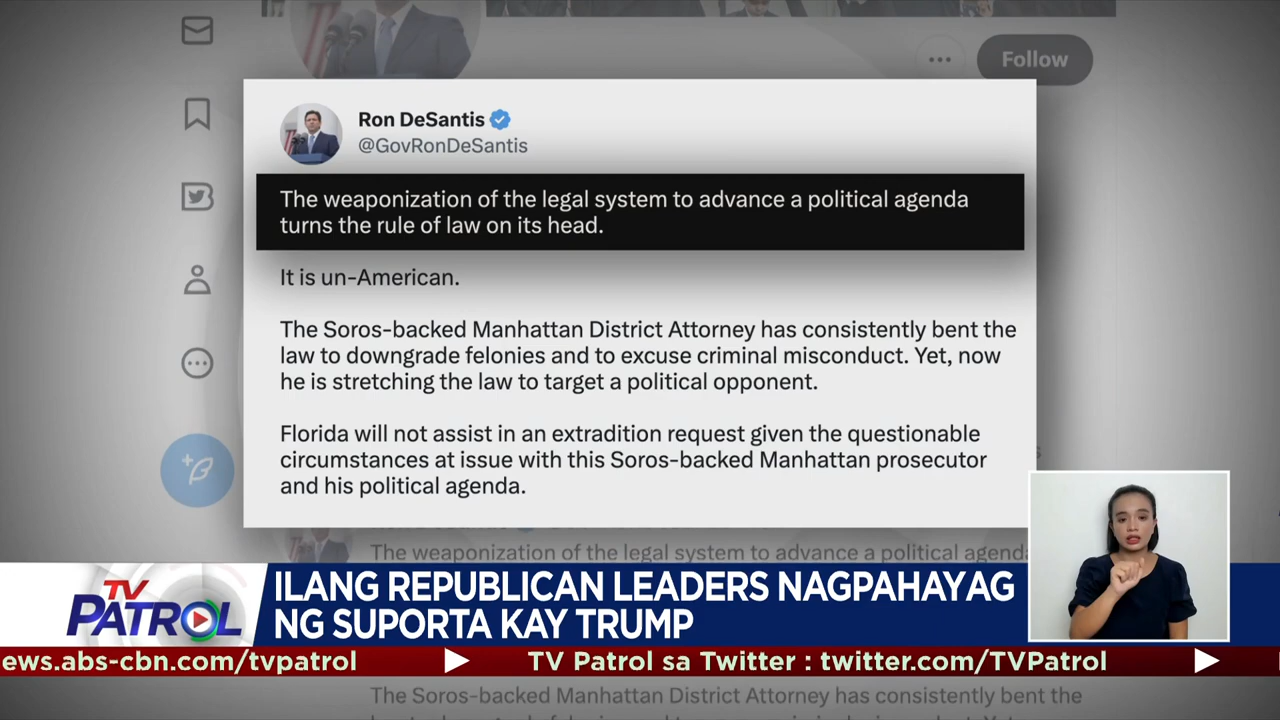 Follow
Ron DeSantis
@GovRonDeSantis
The weaponization of the legal system to advance a political agenda
turns the rule of law on its head.
It is un-American.
The Soros-backed Manhattan District Attorney has consistently bent the
law to downgrade felonies and to excuse criminal misconduct. Yet, now
he is stretching the law to target a political opponent.
Florida will not assist in an extradition request given the questionable
circumstances at issue with this Soros-backed Manhattan prosecutor
and his political agenda.
The weaponization of the legal system to advance a political agenda
TV PATROL
ILANG REPUBLICAN LEADERS NAGPAHAYAG
NG SUPORTA KAY TRUMP
ews.abs-cbn.com/tvpatrol TV Patrol sa Twitter : twitter.com/TVPatrol
The Soros-backed Manhattan District Attorney has consistently bent the